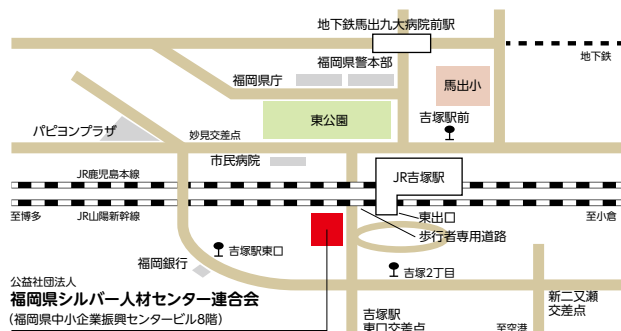 地下鉄馬出九大病院前駅
地下鉄
福岡県警本部
福岡県庁
馬出小
東公園
吉塚駅前
パピヨンプラザ
妙見交差点
市民病院
JR吉塚駅
JR鹿児島本線
至博多
JR山陽新幹線
東出口
至小倉
歩行者専用道路
吉塚駅東口
福岡銀行
吉塚2丁目
公益社団法人
福岡県シルバー人材センター連合会
(福岡県中小企業振興センタービル8階)
新二又瀬
交差点
吉塚駅
東口交差点
至空港